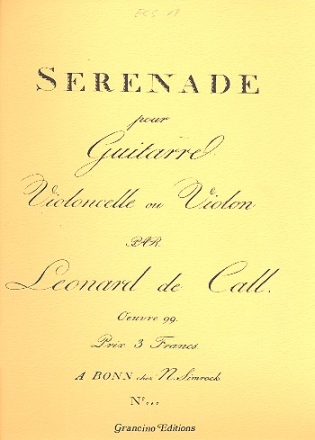 SERENADE
pour
Guitarre
Violoncelle ou Violon
PAR
Leonard de Call.
Oeuvre 99.
Prix 3 Francs.
A BONN chez N. Simrock
N°...
Grancino Editions